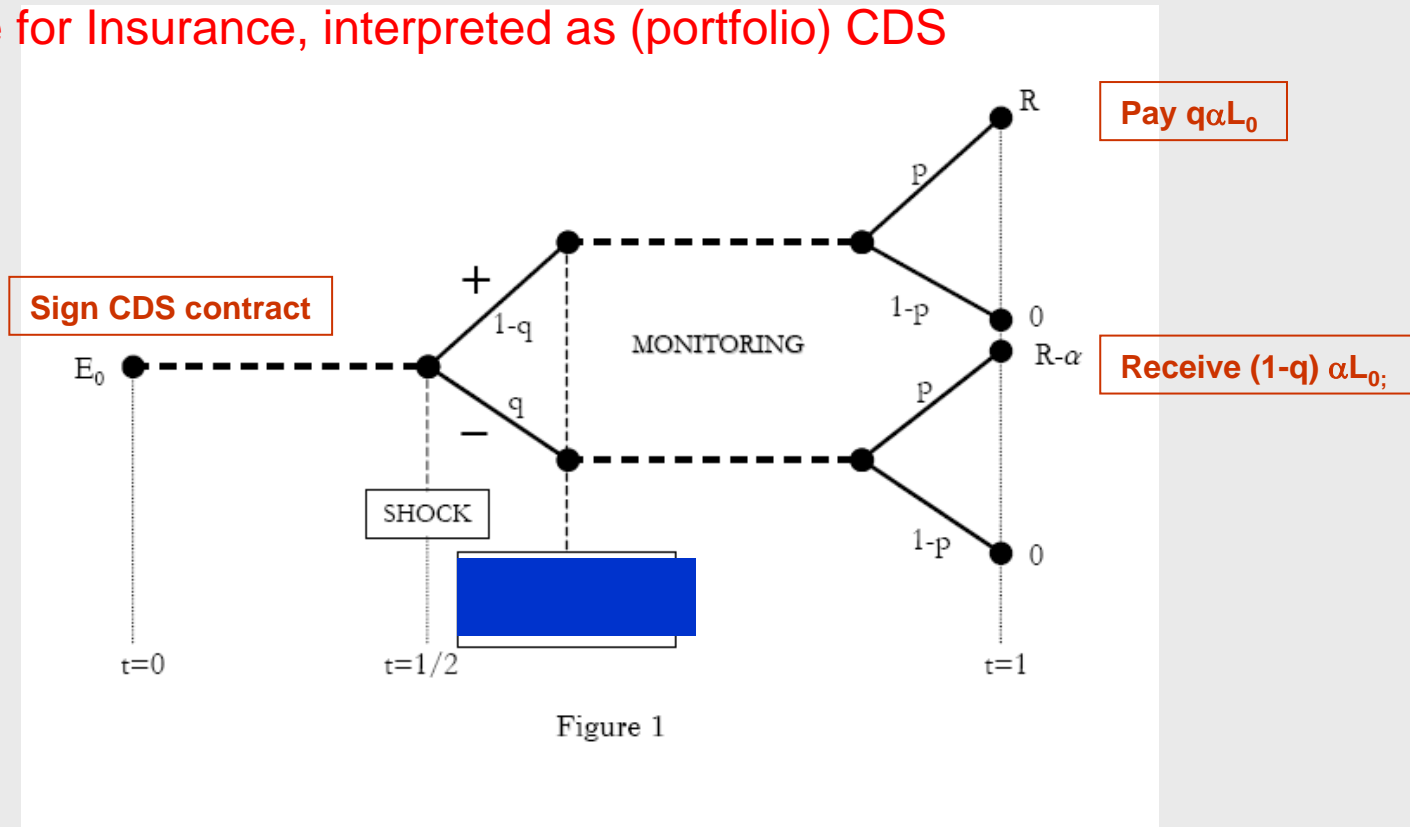 for Insurance, interpreted as (portfolio) CDS
R
Pay qαL₀
p
+
Sign CDS contract
1-q
1-p
0
MONITORING
E₀
R-α
Receive (1-q) αL₀;
p
q
−
SHOCK
1-p
0
t=0
t=1/2
t=1
Figure 1